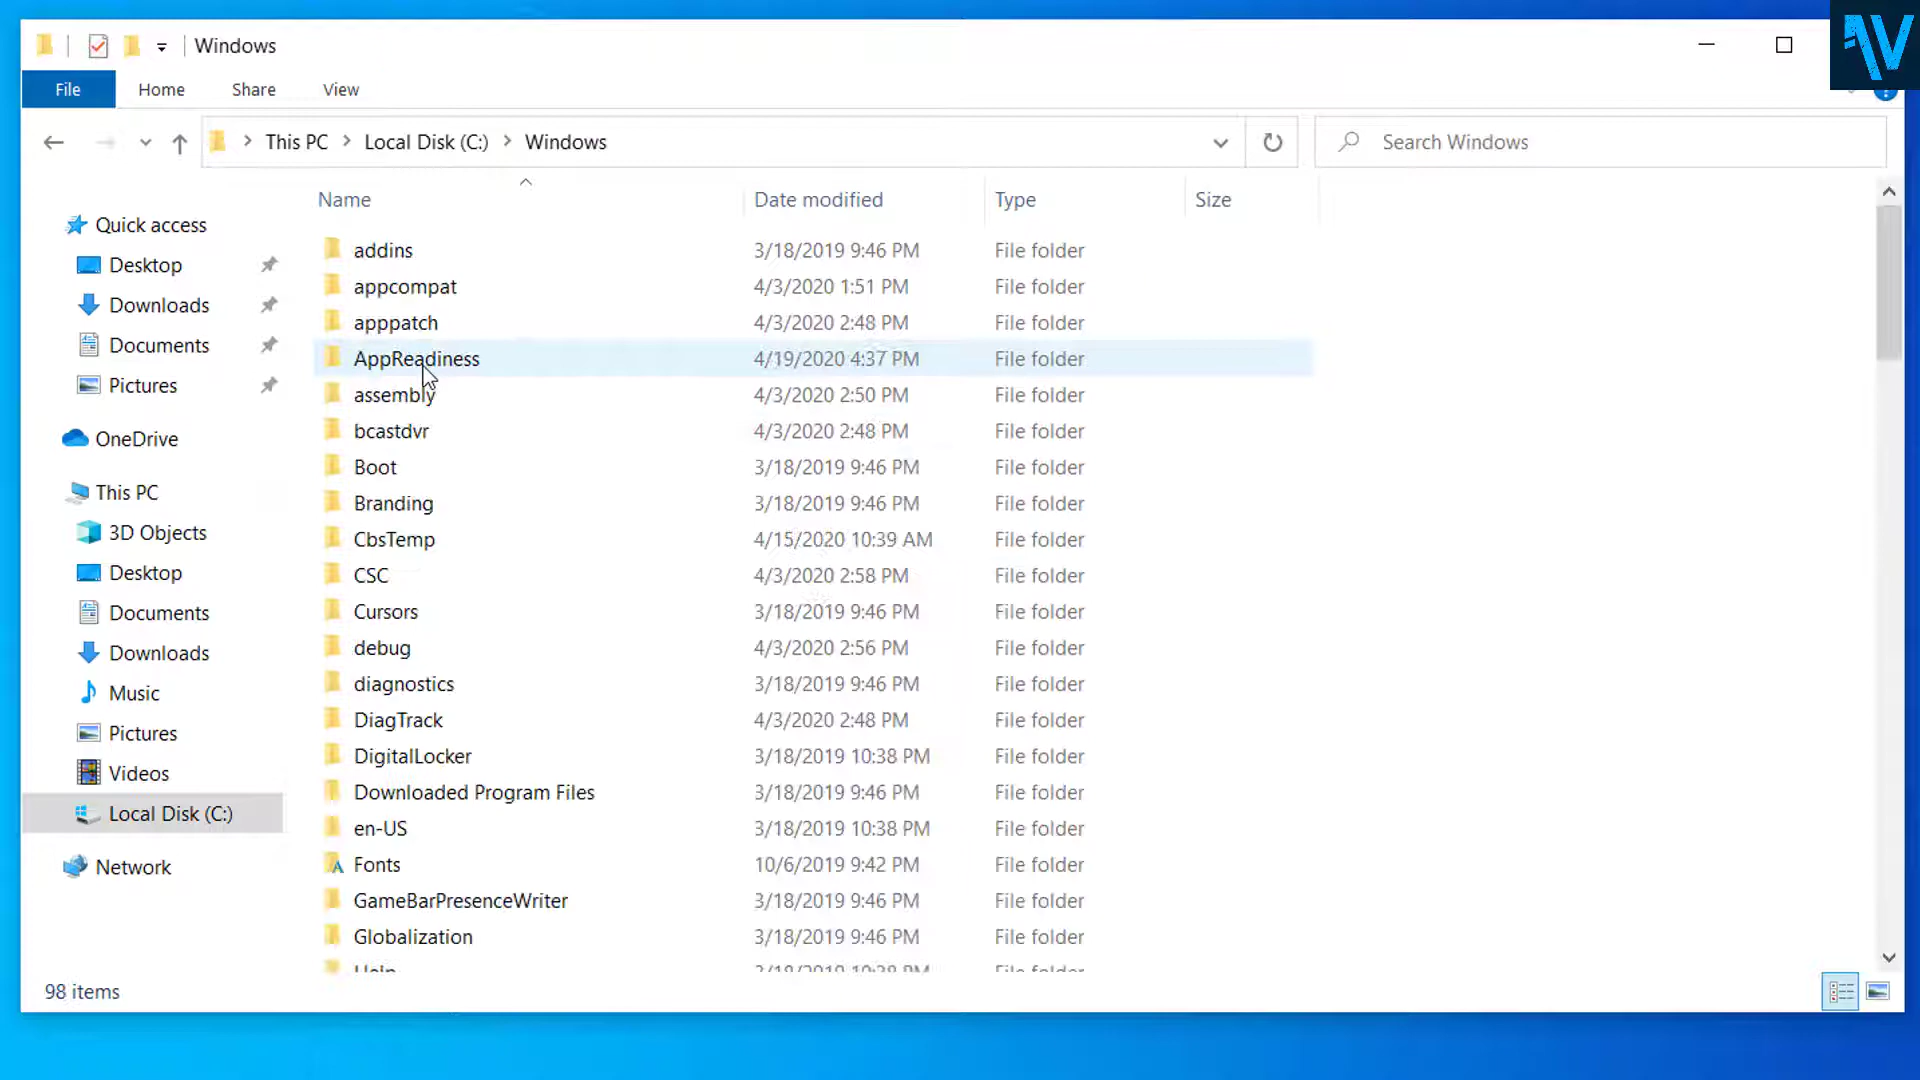 Windows
File Home Share View
This PC Local Disk (C:) Windows
Search Windows
Name Date modified Type Size
Quick access
Desktop
Downloads
Documents
Pictures
OneDrive
This PC
3D Objects
Desktop
Documents
Downloads
Music
Pictures
Videos
Local Disk (C:)
Network
addins 3/18/2019 9:46 PM File folder
appcompat 4/3/2020 1:51 PM File folder
apppatch 4/3/2020 2:48 PM File folder
AppReadiness 4/19/2020 4:37 PM File folder
assembly 4/3/2020 2:50 PM File folder
bcastdvr 4/3/2020 2:48 PM File folder
Boot 3/18/2019 9:46 PM File folder
Branding 3/18/2019 9:46 PM File folder
CbsTemp 4/15/2020 10:39 AM File folder
CSC 4/3/2020 2:58 PM File folder
Cursors 3/18/2019 9:46 PM File folder
debug 4/3/2020 2:56 PM File folder
diagnostics 3/18/2019 9:46 PM File folder
DiagTrack 4/3/2020 2:48 PM File folder
DigitalLocker 3/18/2019 10:38 PM File folder
Downloaded Program Files 3/18/2019 9:46 PM File folder
en-US 3/18/2019 10:38 PM File folder
Fonts 10/6/2019 9:42 PM File folder
GameBarPresenceWriter 3/18/2019 9:46 PM File folder
Globalization 3/18/2019 9:46 PM File folder
Help 3/18/2019 10:38 PM File folder
98 items